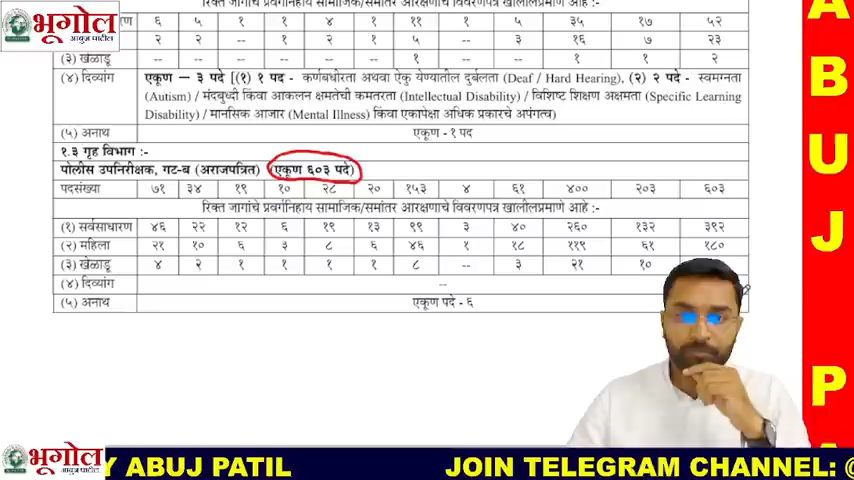 भूगोल
आबुज पाटील
रिक्त जागांचे प्रवर्गनिहाय सामाजिक/समांतर आरक्षणाचे विवरणपत्र खालीलप्रमाणे आहे :-
६ ५ १ १ ४ १ ११ १ ५ ३५ १७ ५२
२ २ -- १ २ १ ५ -- ३ १६ ७ २३
(३) खेळाडू -- -- -- -- -- -- १ -- -- १ १ २
(४) दिव्यांग एकूण – ३ पदे [(१) १ पद - कर्णबधीरता अथवा ऐकु येण्यातील दुर्बलता (Deaf / Hard Hearing), (२) २ पदे - स्वमग्नता
(Autism) / मंदबुध्दी किंवा आकलन क्षमतेची कमतरता (Intellectual Disability) / विशिष्ट शिक्षण अक्षमता (Specific Learning
Disability) / मानसिक आजार (Mental Illness) किंवा एकापेक्षा अधिक प्रकारचे अपंगत्व)
(५) अनाथ एकूण - १ पद
१.३ गृह विभाग :-
पोलीस उपनिरीक्षक, गट-ब (अराजपत्रित) (एकूण ६०३ पदे)
पदसंख्या ७१ ३४ १९ १० २८ २० १५३ ४ ६१ ४०० २०३ ६०३
रिक्त जागांचे प्रवर्गनिहाय सामाजिक/समांतर आरक्षणाचे विवरणपत्र खालीलप्रमाणे आहे :-
(१) सर्वसाधारण ४६ २२ १२ ६ १९ १३ ९९ ३ ४० २६० १३२ ३९२
(२) महिला २१ १० ६ ३ ८ ६ ४६ १ १८ ११९ ६१ १८०
(३) खेळाडू ४ २ १ १ १ १ ८ -- ३ २१ १०
(४) दिव्यांग --
(५) अनाथ एकूण पदे - ६
A
B
U
J
P
भूगोल
आबुज पाटील
Y ABUJ PATIL JOIN TELEGRAM CHANNEL: @